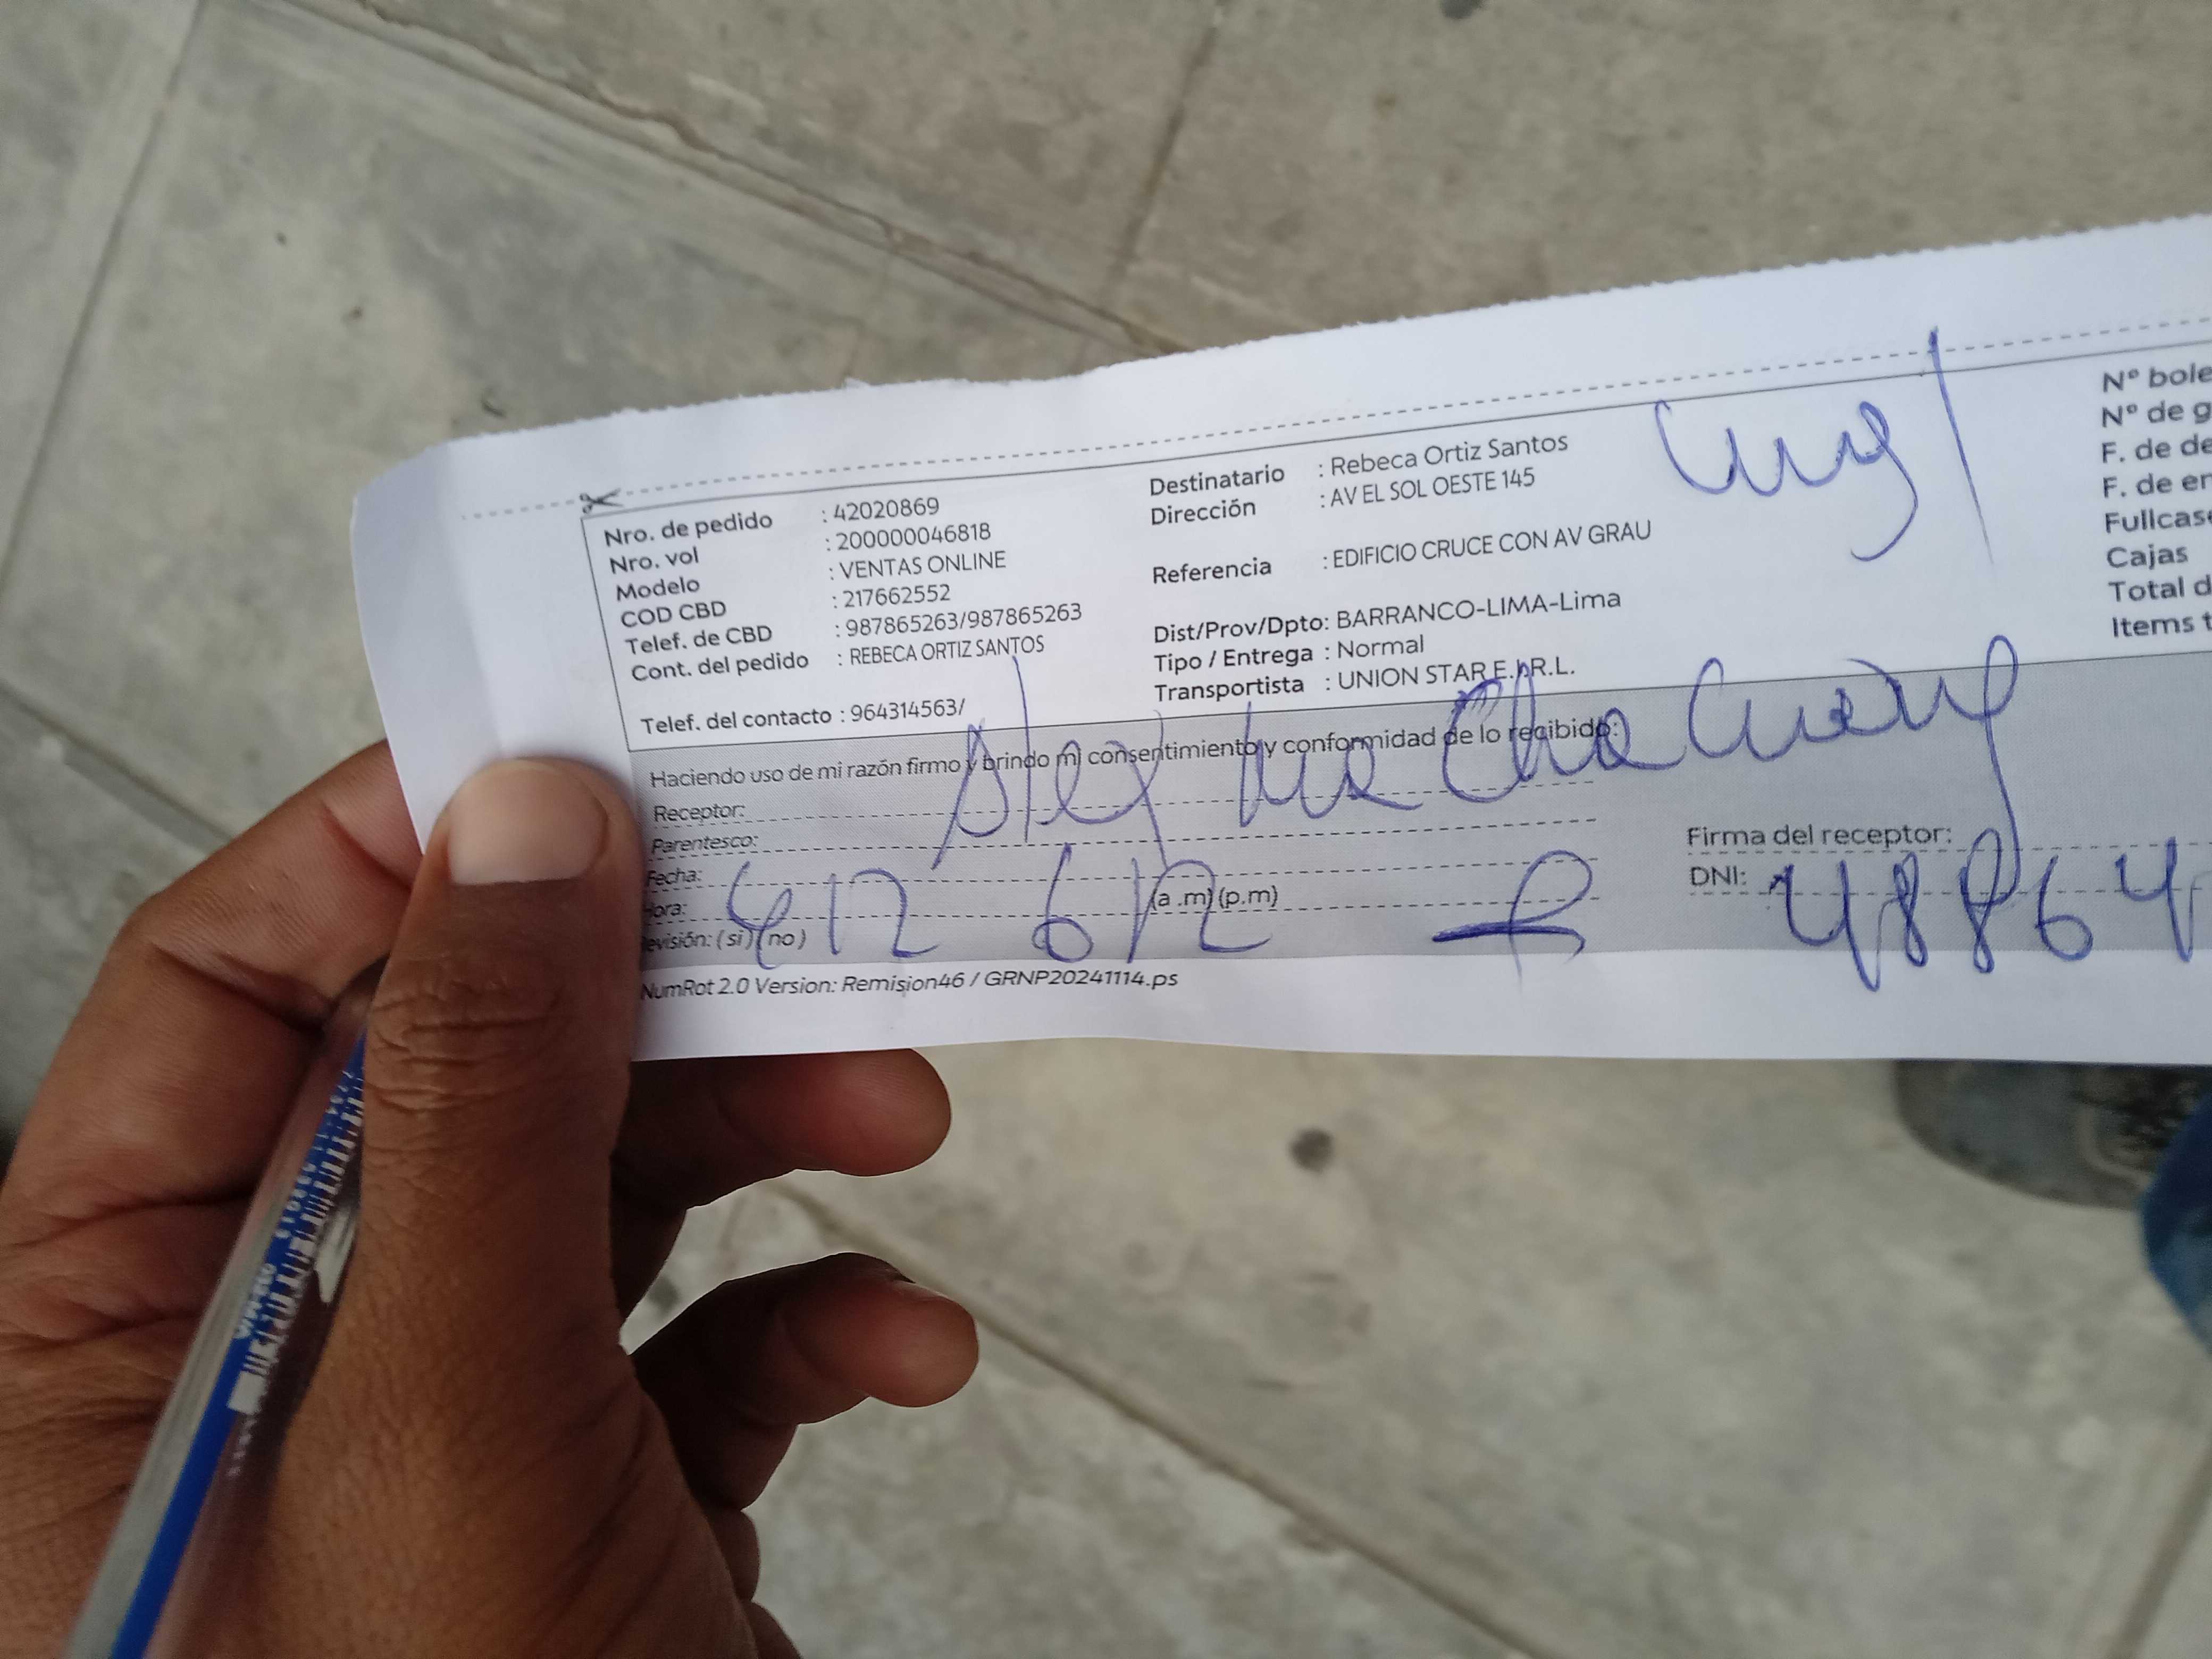 Nro. de pedido : 42020869
Nro. vol : 200000046818
Modelo : VENTAS ONLINE
COD CBD : 217662552
Telef. de CBD : 987865263/987865263
Cont. del pedido : REBECA ORTIZ SANTOS
Telef. del contacto : 964314563/
Destinatario : Rebeca Ortiz Santos
Dirección : AV EL SOL OESTE 145
Referencia : EDIFICIO CRUCE CON AV GRAU
Dist/Prov/Dpto: BARRANCO-LIMA-Lima
Tipo / Entrega : Normal
Transportista : UNION STAR E.I.R.L.
Nº bole
Nº de g
F. de de
F. de en
Fullcase
Cajas
Total d
Items t
Haciendo uso de mi razón firmo y brindo mi consentimiento y conformidad de lo recibido:
Receptor: Alex
Parentesco:
Fecha:
Hora: (a .m) (p.m)
Revisión: ( si ) ( no )
Firma del receptor:
DNI: 48864
NumRot 2.0 Version: Remision46 / GRNP20241114.ps